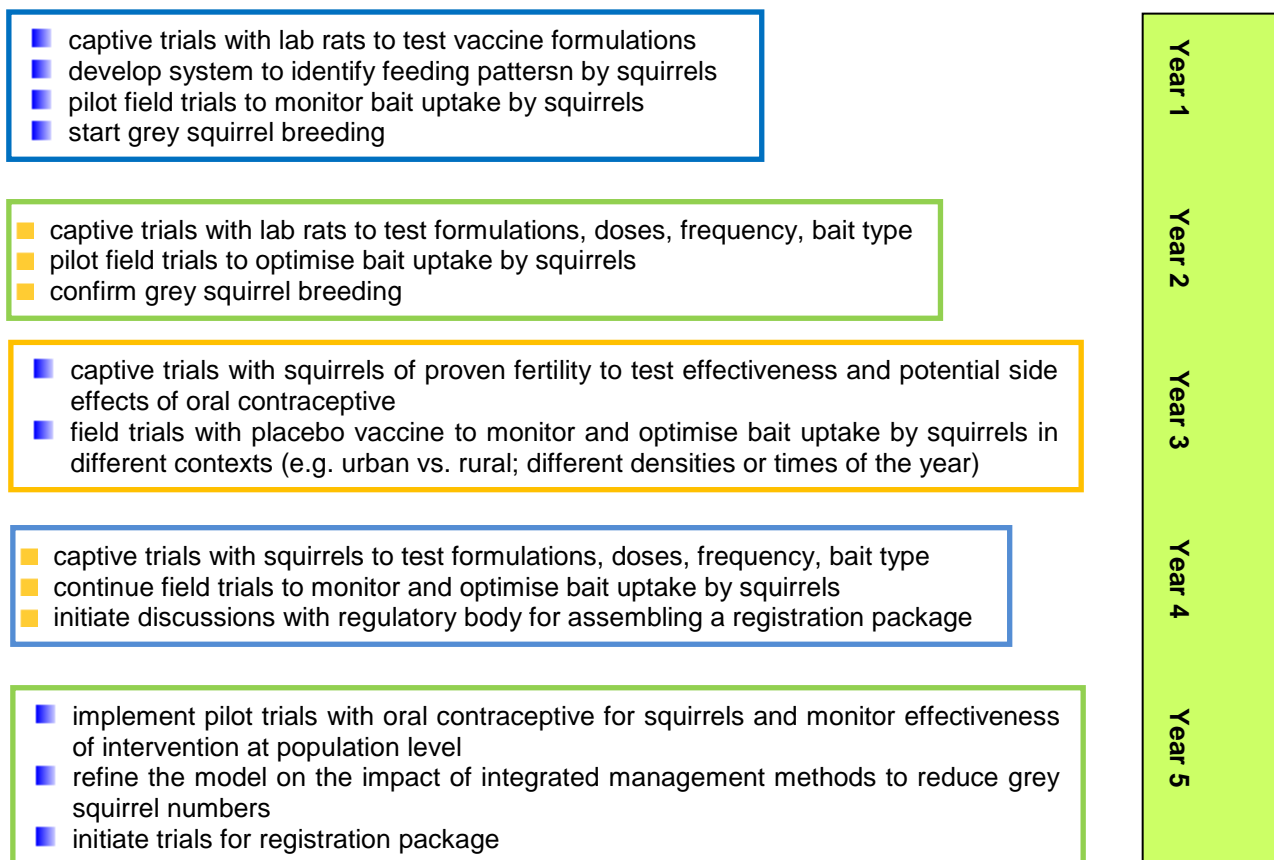 captive trials with lab rats to test vaccine formulations
develop system to identify feeding pattersn by squirrels
pilot field trials to monitor bait uptake by squirrels
start grey squirrel breeding
Year 1
captive trials with lab rats to test formulations, doses, frequency, bait type
pilot field trials to optimise bait uptake by squirrels
confirm grey squirrel breeding
Year 2
captive trials with squirrels of proven fertility to test effectiveness and potential side
effects of oral contraceptive
field trials with placebo vaccine to monitor and optimise bait uptake by squirrels in
different contexts (e.g. urban vs. rural; different densities or times of the year)
Year 3
captive trials with squirrels to test formulations, doses, frequency, bait type
continue field trials to monitor and optimise bait uptake by squirrels
initiate discussions with regulatory body for assembling a registration package
Year 4
implement pilot trials with oral contraceptive for squirrels and monitor effectiveness
of intervention at population level
refine the model on the impact of integrated management methods to reduce grey
squirrel numbers
initiate trials for registration package
Year 5